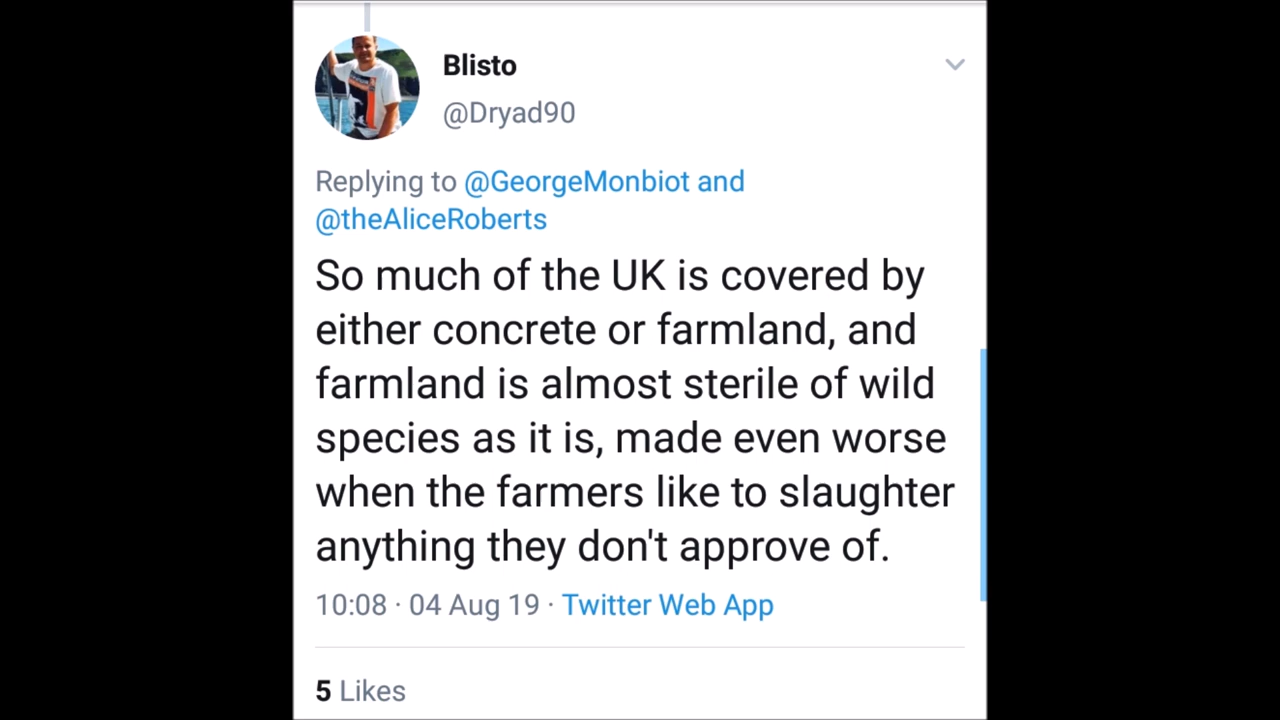 Blisto
@Dryad90
Replying to @GeorgeMonbiot and
@theAliceRoberts
So much of the UK is covered by
either concrete or farmland, and
farmland is almost sterile of wild
species as it is, made even worse
when the farmers like to slaughter
anything they don't approve of.
10:08 · 04 Aug 19 · Twitter Web App
5 Likes